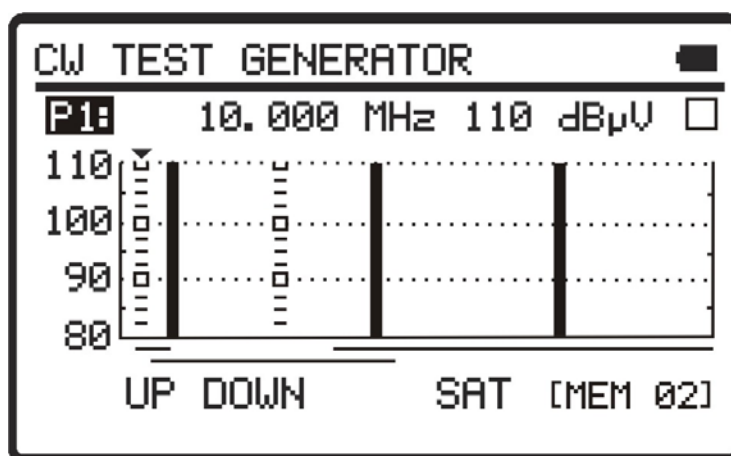 CW TEST GENERATOR
P1: 10.000 MHz 110 dBµV
110
100
90
80
UP DOWN SAT [MEM 02]